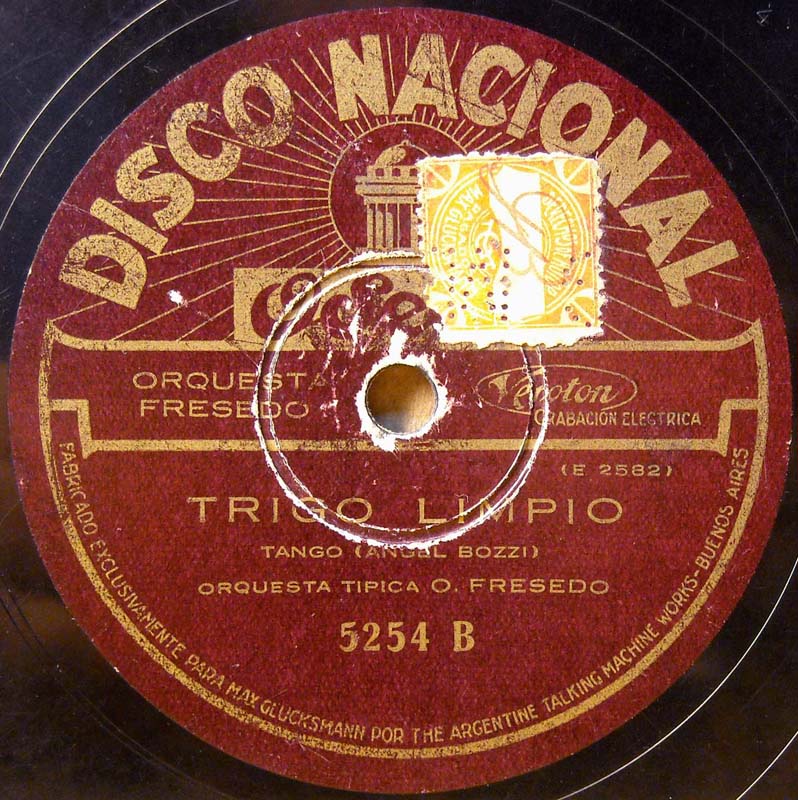 DISCO NACIONAL
ORQUESTA
FRESEDO
Veroton
GRABACIÓN ELECTRICA
(E 2582)
TRIGO LIMPIO
TANGO (ANGEL BOZZI)
ORQUESTA TIPICA O. FRESEDO
5254 B
FABRICADO EXCLUSIVAMENTE PARA MAX GLUCKSMANN POR THE ARGENTINE TALKING MACHINE WORKS-BUENOS AIRES